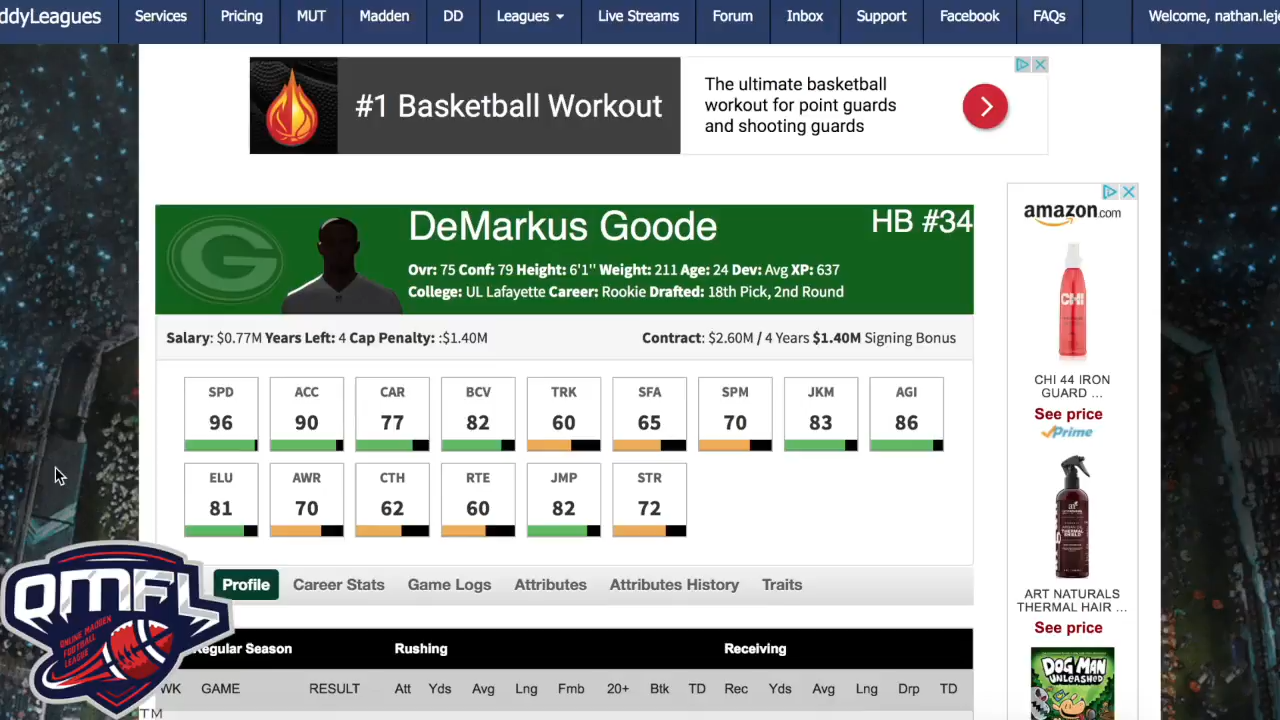 ddyLeagues Services Pricing MUT Madden DD Leagues Live Streams Forum Inbox Support Facebook FAQs Welcome, nathan.lej
#1 Basketball Workout
The ultimate basketball
workout for point guards
and shooting guards
DeMarkus Goode HB #34
Ovr: 75 Conf: 79 Height: 6'1'' Weight: 211 Age: 24 Dev: Avg XP: 637
College: UL Lafayette Career: Rookie Drafted: 18th Pick, 2nd Round
Salary: $0.77M Years Left: 4 Cap Penalty: :$1.40M Contract: $2.60M / 4 Years $1.40M Signing Bonus
SPD ACC CAR BCV TRK SFA SPM JKM AGI
96 90 77 82 60 65 70 83 86
ELU AWR CTH RTE JMP STR
81 70 62 60 82 72
Profile Career Stats Game Logs Attributes Attributes History Traits
Regular Season Rushing Receiving
WK GAME RESULT Att Yds Avg Lng Fmb 20+ Btk TD Rec Yds Avg Lng Drp TD
amazon.com
CHI
CHI 44 IRON
GUARD ...
See price
Prime
ART NATURALS
THERMAL HAIR ...
See price
DOG MAN
UNLEASHED
OMFL
ONLINE MADDEN
FOOTBALL
LEAGUE
TM